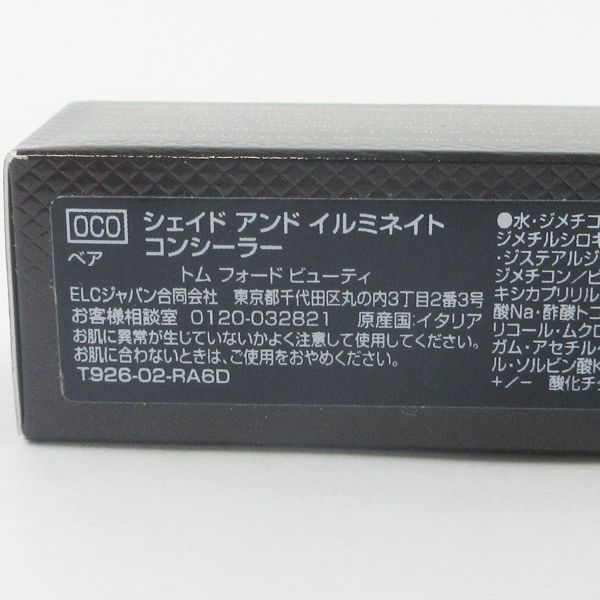 0C0 シェイド アンド イルミネイト
コンシーラー
ベア
トム フォード ビューティ
ELCジャパン合同会社 東京都千代田区丸の内3丁目2番3号
お客様相談室 0120-032821 原産国:イタリア
お肌に異常が生じていないかよく注意して使用してください。
お肌に合わないときは、ご使用をおやめください。
T926-02-RA6D
●水・ジメチコ
ジメチルシロキ
・ジステアルジ
ジメチコン/ビ
キシカプリリル
酸Na・酢酸トコ
リコール・ムクロ
ガム・アセチル
ル・ソルビン酸K
+/− 酸化チタ